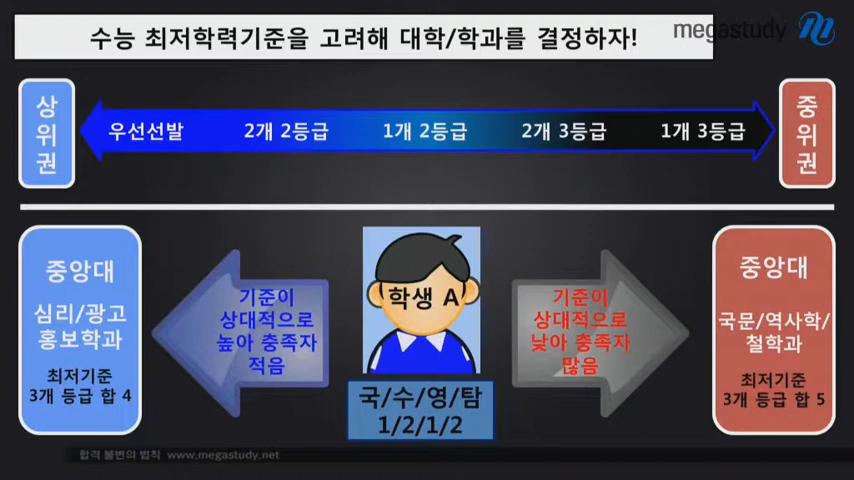 수능 최저학력기준을 고려해 대학/학과를 결정하자!
megastudy
상
위
권
우선선발
2개 2등급
1개 2등급
2개 3등급
1개 3등급
중
위
권
중앙대
심리/광고
홍보학과
최저기준
3개 등급 합 4
기준이
상대적으로
높아 충족자
적음
학생 A
국/수/영/탐
1/2/1/2
기준이
상대적으로
낮아 충족자
많음
중앙대
국문/역사학/
철학과
최저기준
3개 등급 합 5
합격 불변의 법칙 www.megastudy.net